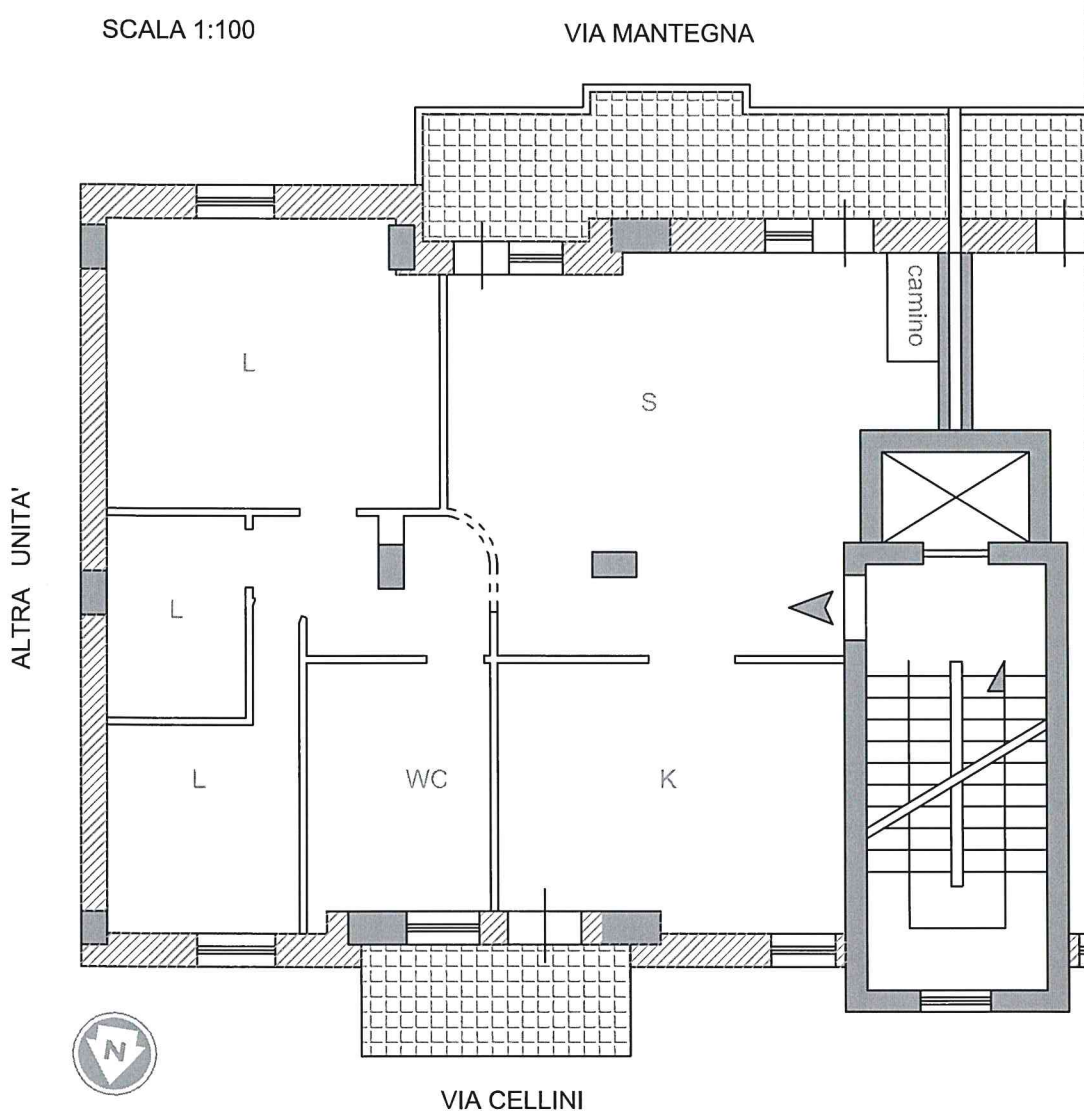 SCALA 1:100
VIA MANTEGNA
camino
L
S
ALTRA UNITA'
L
L
WC
K
N
VIA CELLINI